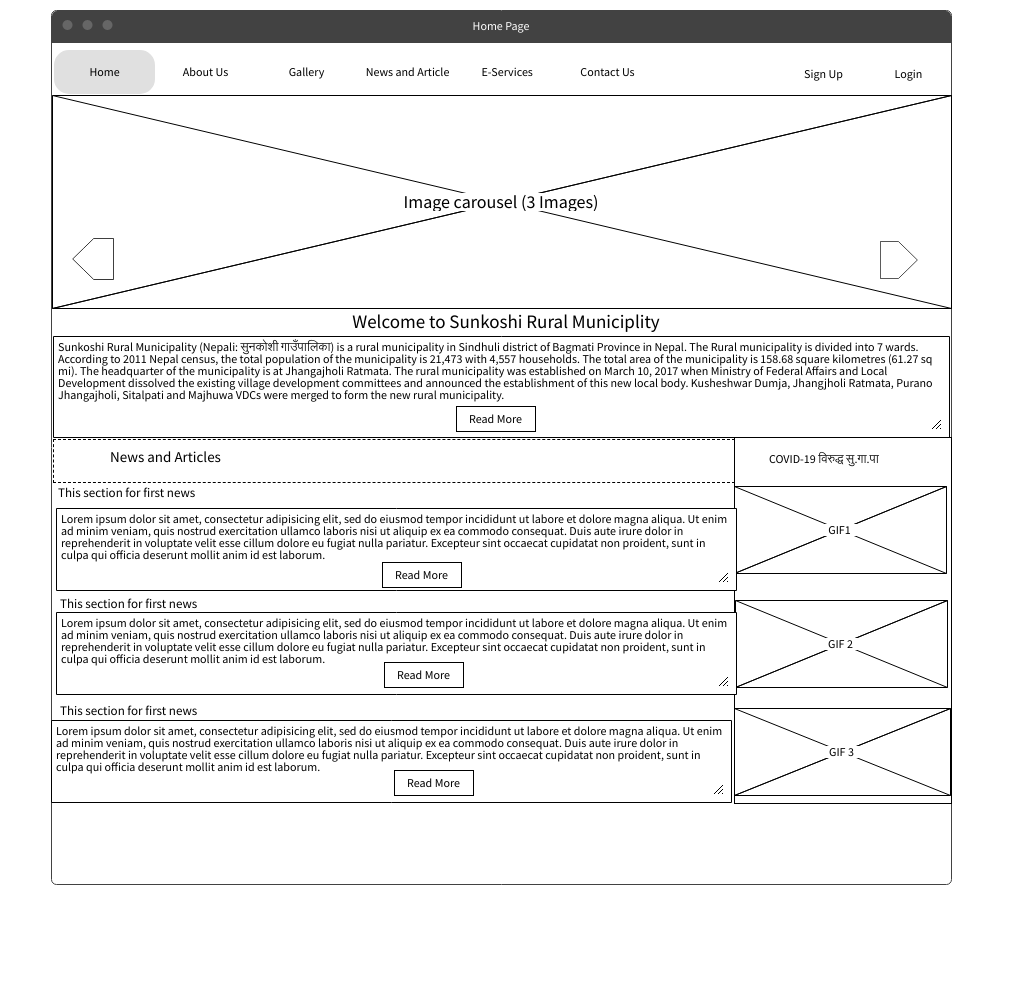 Home Page
Home About Us Gallery News and Article E-Services Contact Us Sign Up Login
Image carousel (3 Images)
Welcome to Sunkoshi Rural Municiplity
Sunkoshi Rural Municipality (Nepali: सुनकोशी गाउँपालिका) is a rural municipality in Sindhuli district of Bagmati Province in Nepal. The Rural municipality is divided into 7 wards.
According to 2011 Nepal census, the total population of the municipality is 21,473 with 4,557 households. The total area of the municipality is 158.68 square kilometres (61.27 sq
mi). The headquarter of the municipality is at Jhangajholi Ratmata. The rural municipality was established on March 10, 2017 when Ministry of Federal Affairs and Local
Development dissolved the existing village development committees and announced the establishment of this new local body. Kusheshwar Dumja, Jhangjholi Ratmata, Purano
Jhangajholi, Sitalpati and Majhuwa VDCs were merged to form the new rural municipality.
Read More
News and Articles
This section for first news
Lorem ipsum dolor sit amet, consectetur adipisicing elit, sed do eiusmod tempor incididunt ut labore et dolore magna aliqua. Ut enim
ad minim veniam, quis nostrud exercitation ullamco laboris nisi ut aliquip ex ea commodo consequat. Duis aute irure dolor in
reprehenderit in voluptate velit esse cillum dolore eu fugiat nulla pariatur. Excepteur sint occaecat cupidatat non proident, sunt in
culpa qui officia deserunt mollit anim id est laborum.
Read More
This section for first news
Lorem ipsum dolor sit amet, consectetur adipisicing elit, sed do eiusmod tempor incididunt ut labore et dolore magna aliqua. Ut enim
ad minim veniam, quis nostrud exercitation ullamco laboris nisi ut aliquip ex ea commodo consequat. Duis aute irure dolor in
reprehenderit in voluptate velit esse cillum dolore eu fugiat nulla pariatur. Excepteur sint occaecat cupidatat non proident, sunt in
culpa qui officia deserunt mollit anim id est laborum.
Read More
This section for first news
Lorem ipsum dolor sit amet, consectetur adipisicing elit, sed do eiusmod tempor incididunt ut labore et dolore magna aliqua. Ut enim
ad minim veniam, quis nostrud exercitation ullamco laboris nisi ut aliquip ex ea commodo consequat. Duis aute irure dolor in
reprehenderit in voluptate velit esse cillum dolore eu fugiat nulla pariatur. Excepteur sint occaecat cupidatat non proident, sunt in
culpa qui officia deserunt mollit anim id est laborum.
Read More
COVID-19 विरुद्ध सु.गा.पा
GIF1
GIF 2
GIF 3